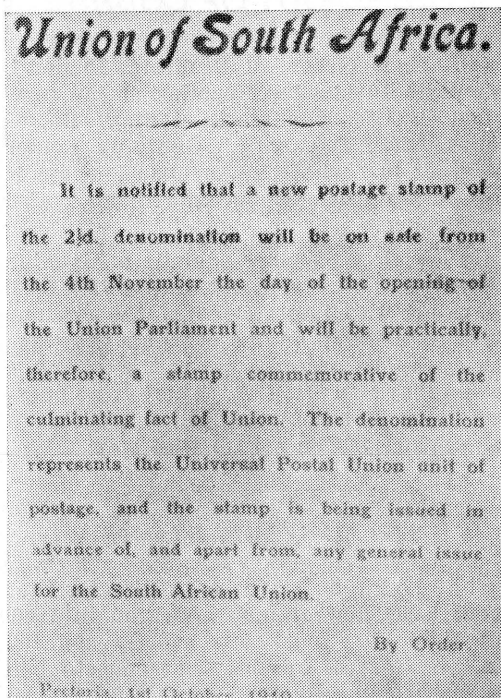 Union of South Africa.
It is notified that a new postage stamp of
the 2½d. denomination will be on sale from
the 4th November the day of the opening of
the Union Parliament and will be practically,
therefore, a stamp commemorative of the
culminating fact of Union. The denomination
represents the Universal Postal Union unit of
postage, and the stamp is being issued in
advance of, and apart from, any general issue
for the South African Union.
By Order.
Pretoria, 1st October, 1910.